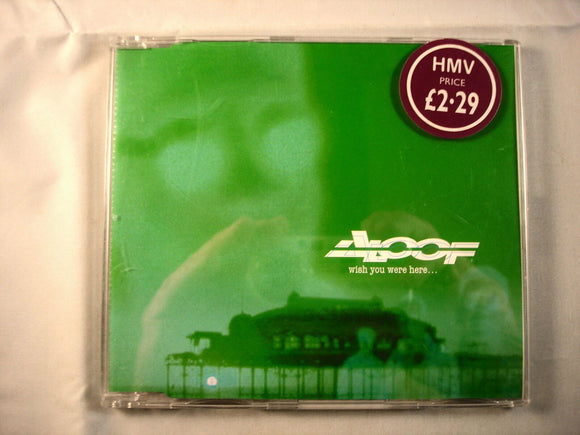 HMV
PRICE
£2·29
ALOOF
wish you were here...